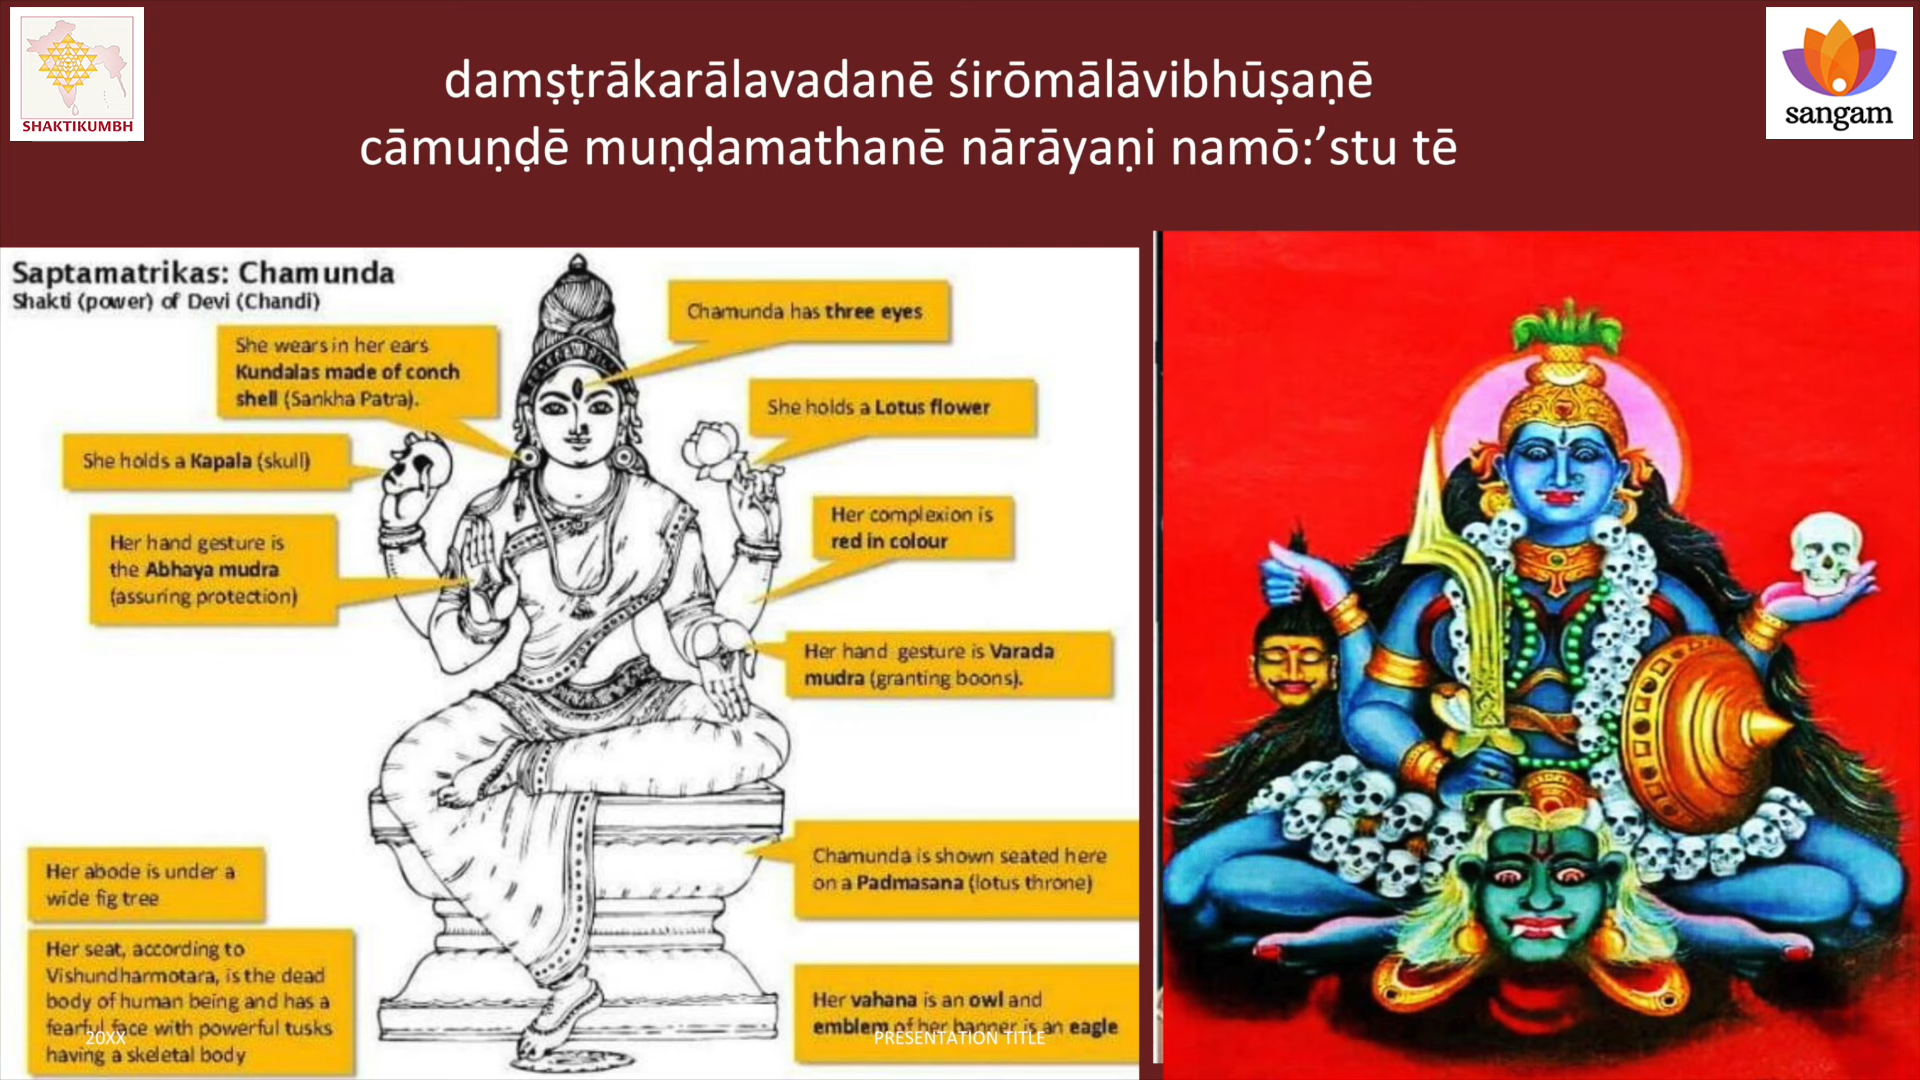 SHAKTIKUMBH
sangam
damṣṭrākarālavadanē śirōmālāvibhūṣaṇē
cāmuṇḍē muṇḍamathanē nārāyaṇi namō:’stu tē
Saptamatrikas: Chamunda
Shakti (power) of Devi (Chandi)
Chamunda has three eyes
She wears in her ears
Kundalas made of conch
shell (Sankha Patra).
She holds a Lotus flower
She holds a Kapala (skull)
Her complexion is
red in colour
Her hand gesture is
the Abhaya mudra
(assuring protection)
Her hand gesture is Varada
mudra (granting boons).
Chamunda is shown seated here
on a Padmasana (lotus throne)
Her abode is under a
wide fig tree
Her seat, according to
Vishundharmotara, is the dead
body of human being and has a
fearful face with powerful tusks
having a skeletal body
Her vahana is an owl and
emblem of her banner is an eagle
20XX
PRESENTATION TITLE